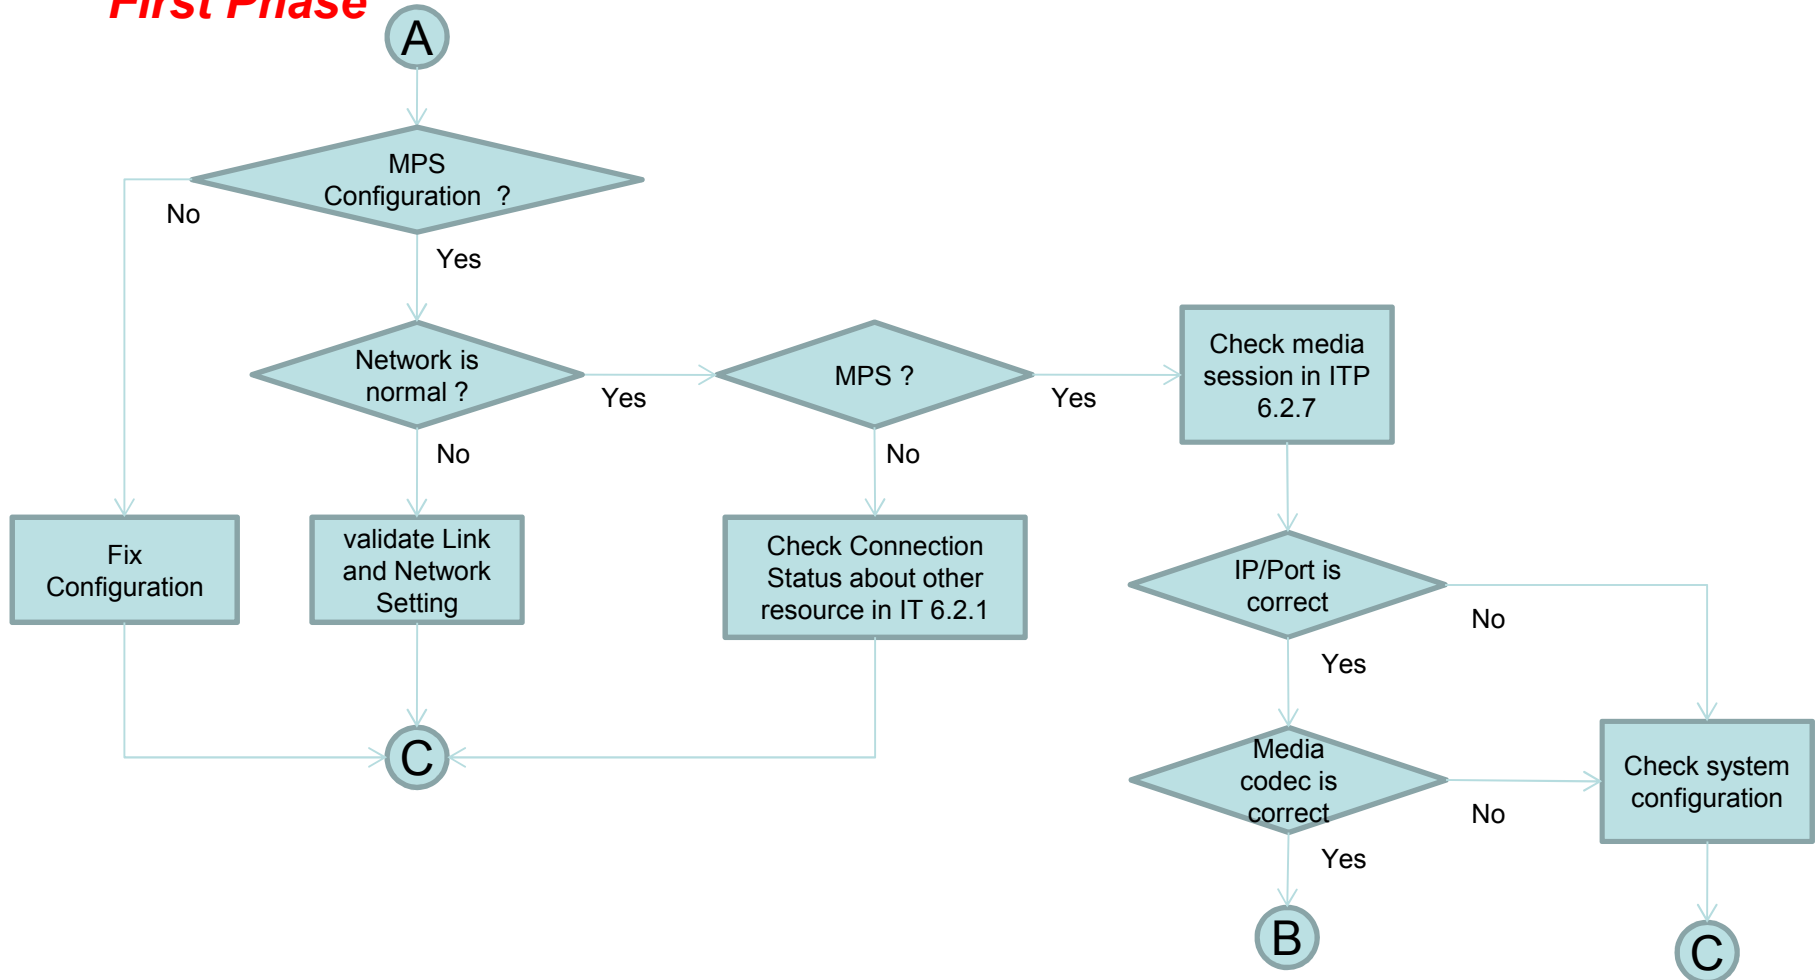 First Phase
A
MPS
Configuration ?
No
Yes
Network is
normal ?
Yes
No
MPS ?
Yes
No
Check media
session in ITP
6.2.7
Fix
Configuration
validate Link
and Network
Setting
Check Connection
Status about other
resource in IT 6.2.1
IP/Port is
correct
No
Yes
C
Media
codec is
correct
No
Yes
Check system
configuration
B
C